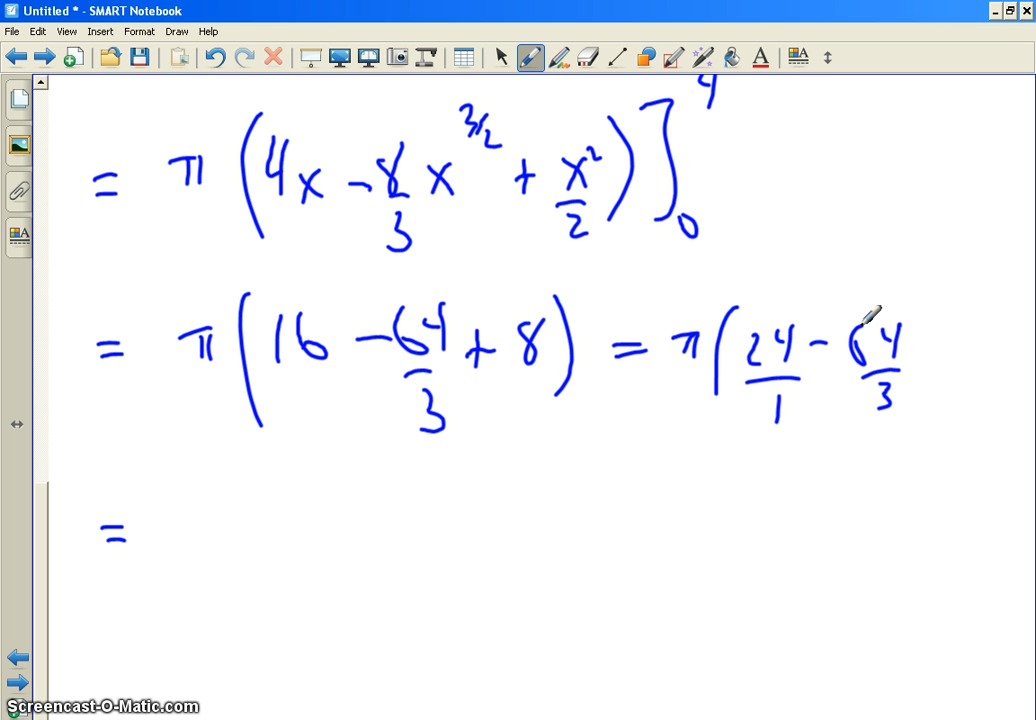 Untitled * - SMART Notebook
File Edit View Insert Format Draw Help
= π (4x - 8/3 x^3/2 + x²/2) ]₀⁴
= π (16 - 64/3 + 8) = π (24/1 - 64/3
=
Screencast-O-Matic.com